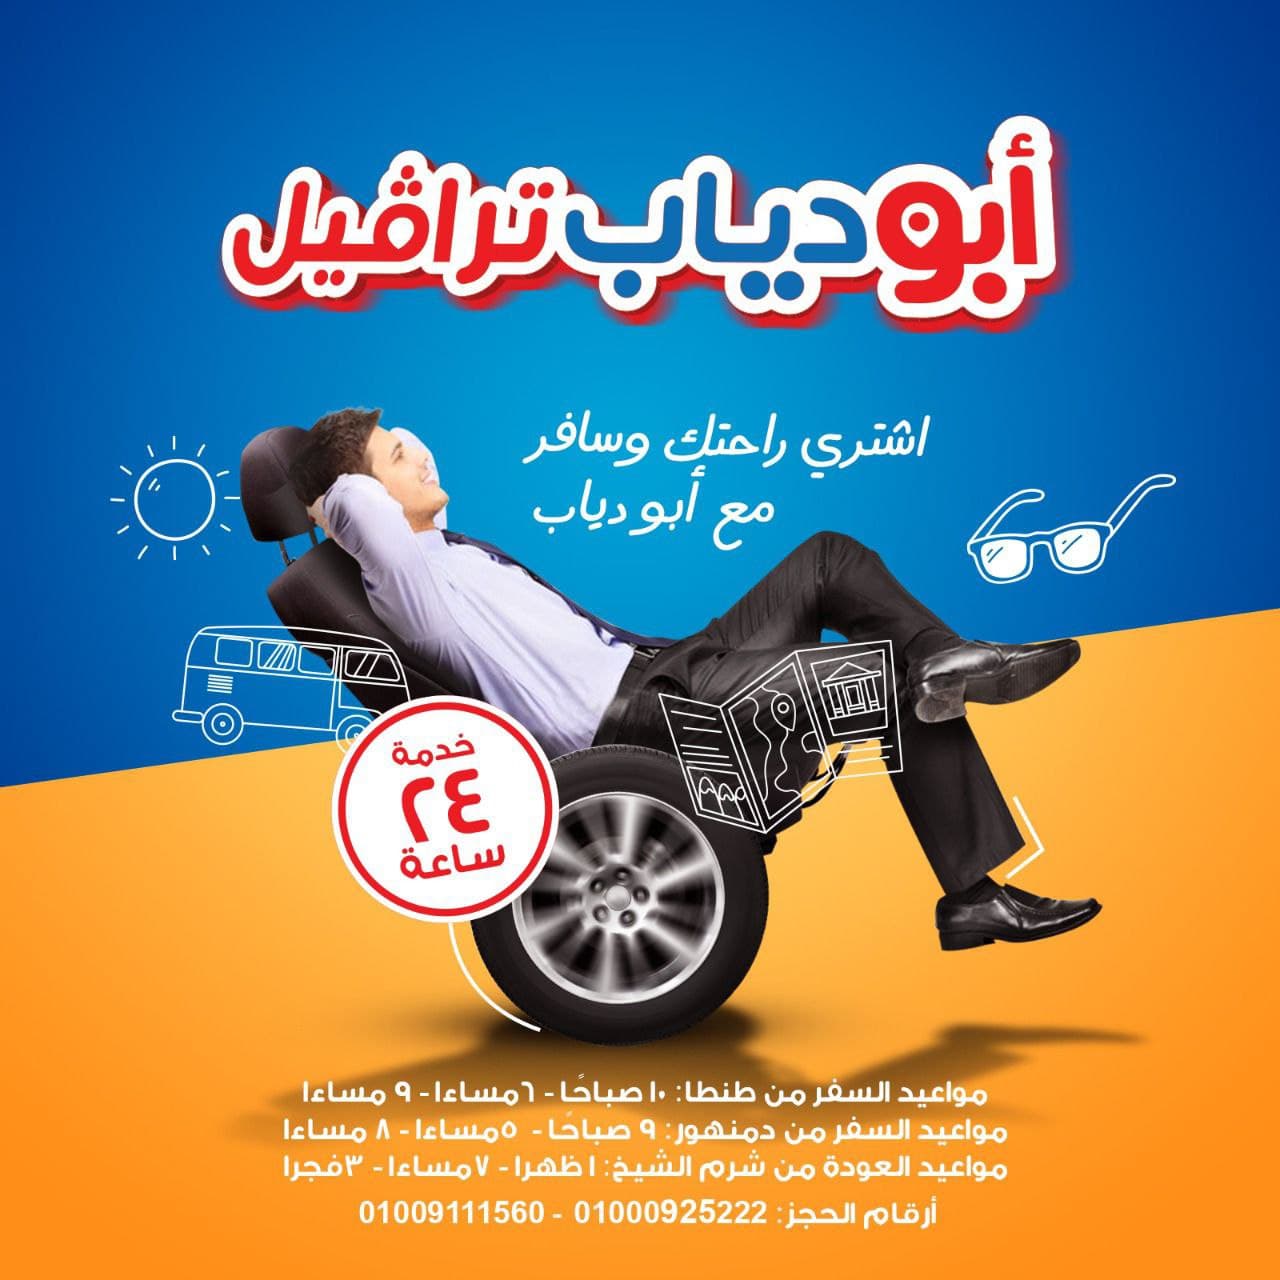 أبو دياب تراڤيل
اشتري راحتك وسافر
مع أبو دياب
خدمة
٢٤
ساعة
مواعيد السفر من طنطا: ١٠ صباحًا - ٦مساءا - ٩ مساءا
مواعيد السفر من دمنهور: ٩ صباحًا - ٥مساءا - ٨ مساءا
مواعيد العودة من شرم الشيخ: ١ ظهرا - ٧مساءا - ٣فجرا
أرقام الحجز: 01000925222 - 01009111560